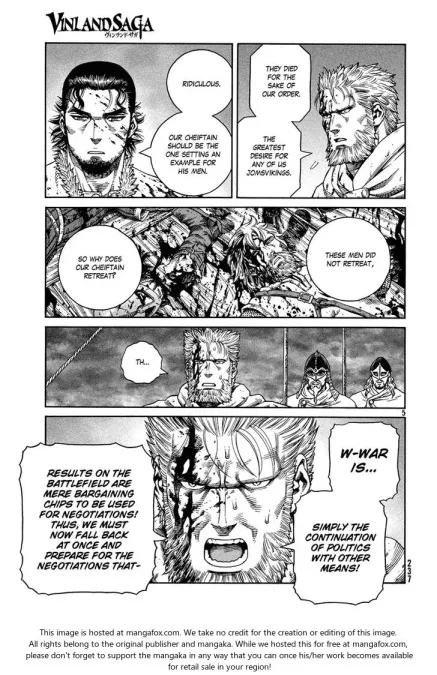 VINLAND SAGA
ヴィンランド・サガ
THEY DIED
FOR THE
SAKE OF
OUR ORDER.
THE
GREATEST
DESIRE FOR
ANY OF US
JOMSVIKINGS.
RIDICULOUS.
OUR CHEIFTAIN
SHOULD BE
THE ONE SETTING
AN EXAMPLE FOR
HIS MEN.
THESE MEN DID
NOT RETREAT,
SO WHY DOES
OUR CHEIFTAIN
RETREAT?
TH...
5
W-WAR
IS...
SIMPLY THE
CONTINUATION
OF POLITICS
WITH OTHER
MEANS!
RESULTS ON THE
BATTLEFIELD ARE
MERE BARGAINING
CHIPS TO BE USED
FOR NEGOTIATIONS!
THUS, WE MUST
NOW FALL BACK
AT ONCE AND
PREPARE FOR THE
NEGOTIATIONS THAT-
237
This image is hosted at mangafox.com. We take no credit for the creation or editing of this image.
All rights belong to the original publisher and mangaka. While we hosted this for free at mangafox.com,
please don't forget to support the mangaka in any way that you can once his/her work becomes available
for retail sale in your region!